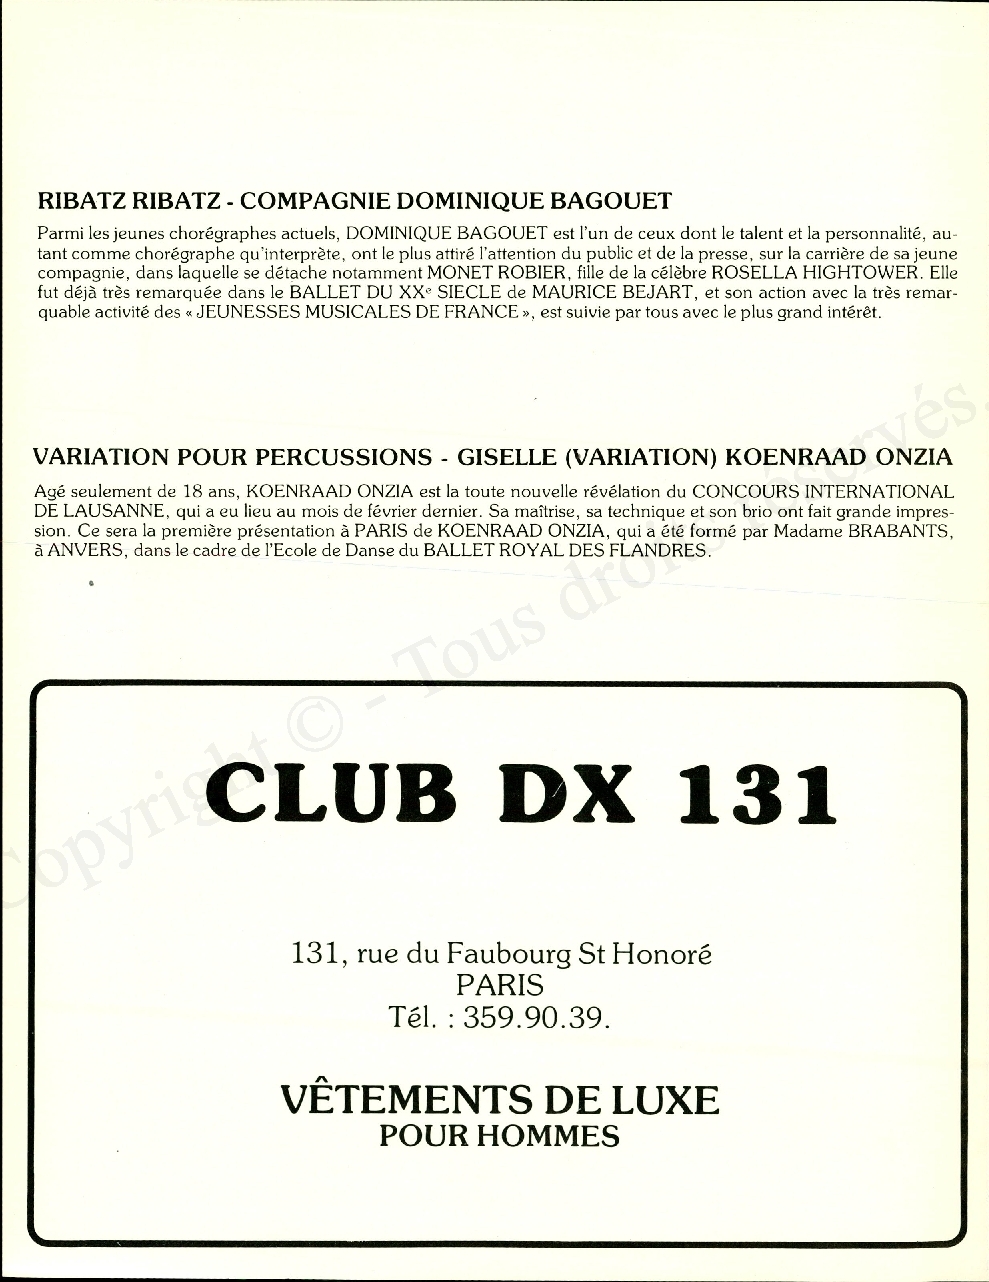 RIBATZ RIBATZ - COMPAGNIE DOMINIQUE BAGOUET
Parmi les jeunes chorégraphes actuels, DOMINIQUE BAGOUET est l'un de ceux dont le talent et la personnalité, au-
tant comme chorégraphe qu'interprète, ont le plus attiré l'attention du public et de la presse, sur la carrière de sa jeune
compagnie, dans laquelle se détache notamment MONET ROBIER, fille de la célèbre ROSELLA HIGHTOWER. Elle
fut déjà très remarquée dans le BALLET DU XXe SIECLE de MAURICE BEJART, et son action avec la très remar-
quable activité des « JEUNESSES MUSICALES DE FRANCE », est suivie par tous avec le plus grand intérêt.
VARIATION POUR PERCUSSIONS - GISELLE (VARIATION) KOENRAAD ONZIA
Agé seulement de 18 ans, KOENRAAD ONZIA est la toute nouvelle révélation du CONCOURS INTERNATIONAL
DE LAUSANNE, qui a eu lieu au mois de février dernier. Sa maîtrise, sa technique et son brio ont fait grande impres-
sion. Ce sera la première présentation à PARIS de KOENRAAD ONZIA, qui a été formé par Madame BRABANTS,
à ANVERS, dans le cadre de l'Ecole de Danse du BALLET ROYAL DES FLANDRES.
Copyright © - Tous droits réservés.
CLUB DX 131
131, rue du Faubourg St Honoré
PARIS
Tél. : 359.90.39.
VÊTEMENTS DE LUXE
POUR HOMMES